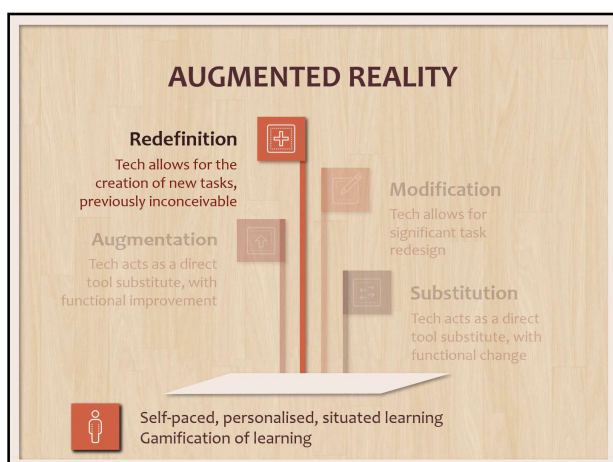 AUGMENTED REALITY
Redefinition
Tech allows for the
creation of new tasks,
previously inconceivable
Modification
Tech allows for
significant task
redesign
Augmentation
Tech acts as a direct
tool substitute, with
functional improvement
Substitution
Tech acts as a direct
tool substitute, with
functional change
Self-paced, personalised, situated learning
Gamification of learning